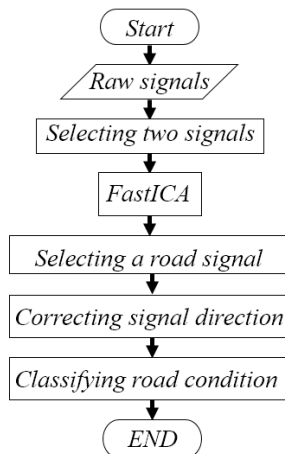 Start
Raw signals
Selecting two signals
FastICA
Selecting a road signal
Correcting signal direction
Classifying road condition
END